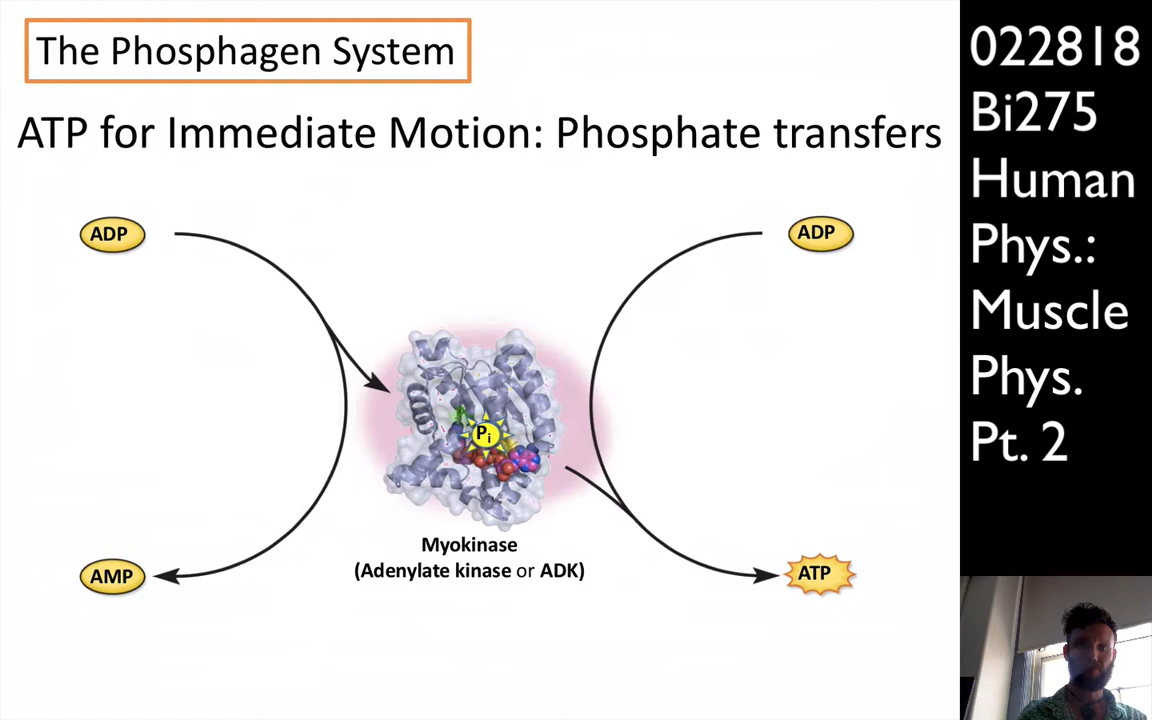 The Phosphagen System
ATP for Immediate Motion: Phosphate transfers
ADP
ADP
Pi
Myokinase
(Adenylate kinase or ADK)
AMP
ATP
022818
Bi275
Human
Phys.:
Muscle
Phys.
Pt. 2